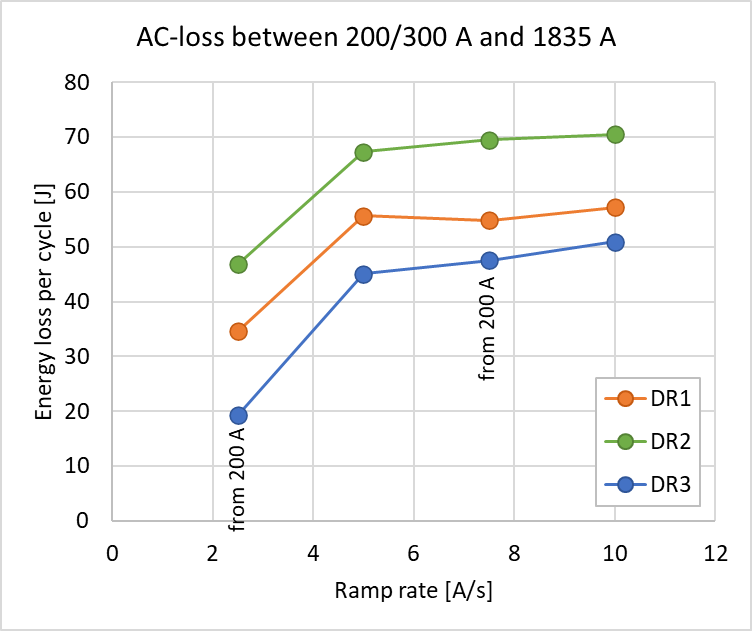 AC-loss between 200/300 A and 1835 A
80
70
60
50
40
30
20
10
0
Energy loss per cycle [J]
from 200 A
from 200 A
DR1
DR2
DR3
0 2 4 6 8 10 12
Ramp rate [A/s]